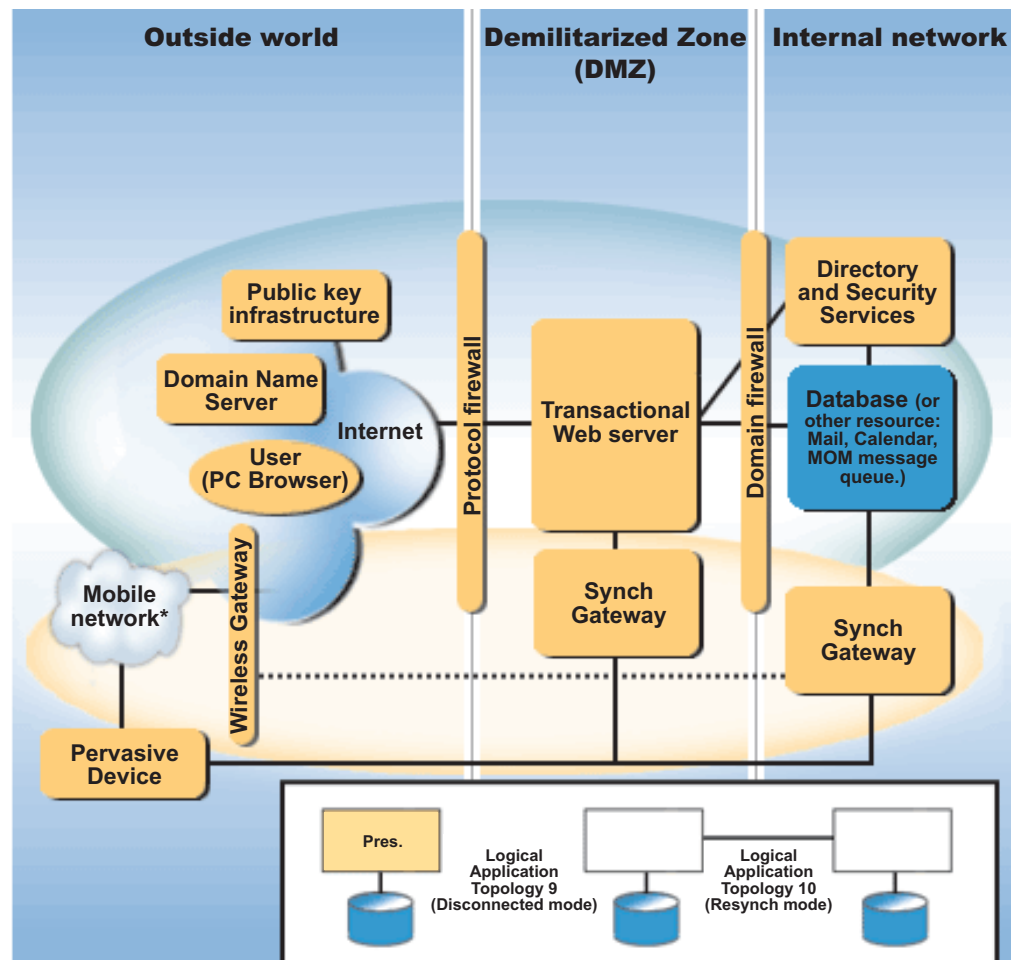 Outside world
Demilitarized Zone
(DMZ)
Internal network
Public key
infrastructure
Domain Name
Server
Internet
User
(PC Browser)
Mobile
network*
Wireless Gateway
Pervasive
Device
Protocol firewall
Transactional
Web server
Synch
Gateway
Domain firewall
Directory
and Security
Services
Database (or
other resource:
Mail, Calendar,
MOM message
queue.)
Synch
Gateway
Pres.
Logical
Application
Topology 9
(Disconnected mode)
Logical
Application
Topology 10
(Resynch mode)